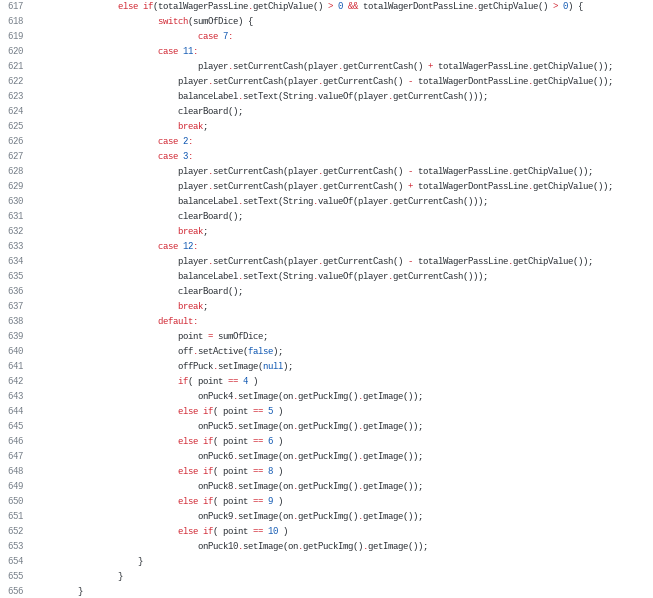 617 else if(totalWagerPassLine.getChipValue() > 0 && totalWagerDontPassLine.getChipValue() > 0) {
618 switch(sumOfDice) {
619 case 7:
620 case 11:
621 player.setCurrentCash(player.getCurrentCash() + totalWagerPassLine.getChipValue());
622 player.setCurrentCash(player.getCurrentCash() - totalWagerDontPassLine.getChipValue());
623 balanceLabel.setText(String.valueOf(player.getCurrentCash()));
624 clearBoard();
625 break;
626 case 2:
627 case 3:
628 player.setCurrentCash(player.getCurrentCash() - totalWagerPassLine.getChipValue());
629 player.setCurrentCash(player.getCurrentCash() + totalWagerDontPassLine.getChipValue());
630 balanceLabel.setText(String.valueOf(player.getCurrentCash()));
631 clearBoard();
632 break;
633 case 12:
634 player.setCurrentCash(player.getCurrentCash() - totalWagerPassLine.getChipValue());
635 balanceLabel.setText(String.valueOf(player.getCurrentCash()));
636 clearBoard();
637 break;
638 default:
639 point = sumOfDice;
640 off.setActive(false);
641 offPuck.setImage(null);
642 if( point == 4 )
643 onPuck4.setImage(on.getPuckImg().getImage());
644 else if( point == 5 )
645 onPuck5.setImage(on.getPuckImg().getImage());
646 else if( point == 6 )
647 onPuck6.setImage(on.getPuckImg().getImage());
648 else if( point == 8 )
649 onPuck8.setImage(on.getPuckImg().getImage());
650 else if( point == 9 )
651 onPuck9.setImage(on.getPuckImg().getImage());
652 else if( point == 10 )
653 onPuck10.setImage(on.getPuckImg().getImage());
654 }
655 }
656 }